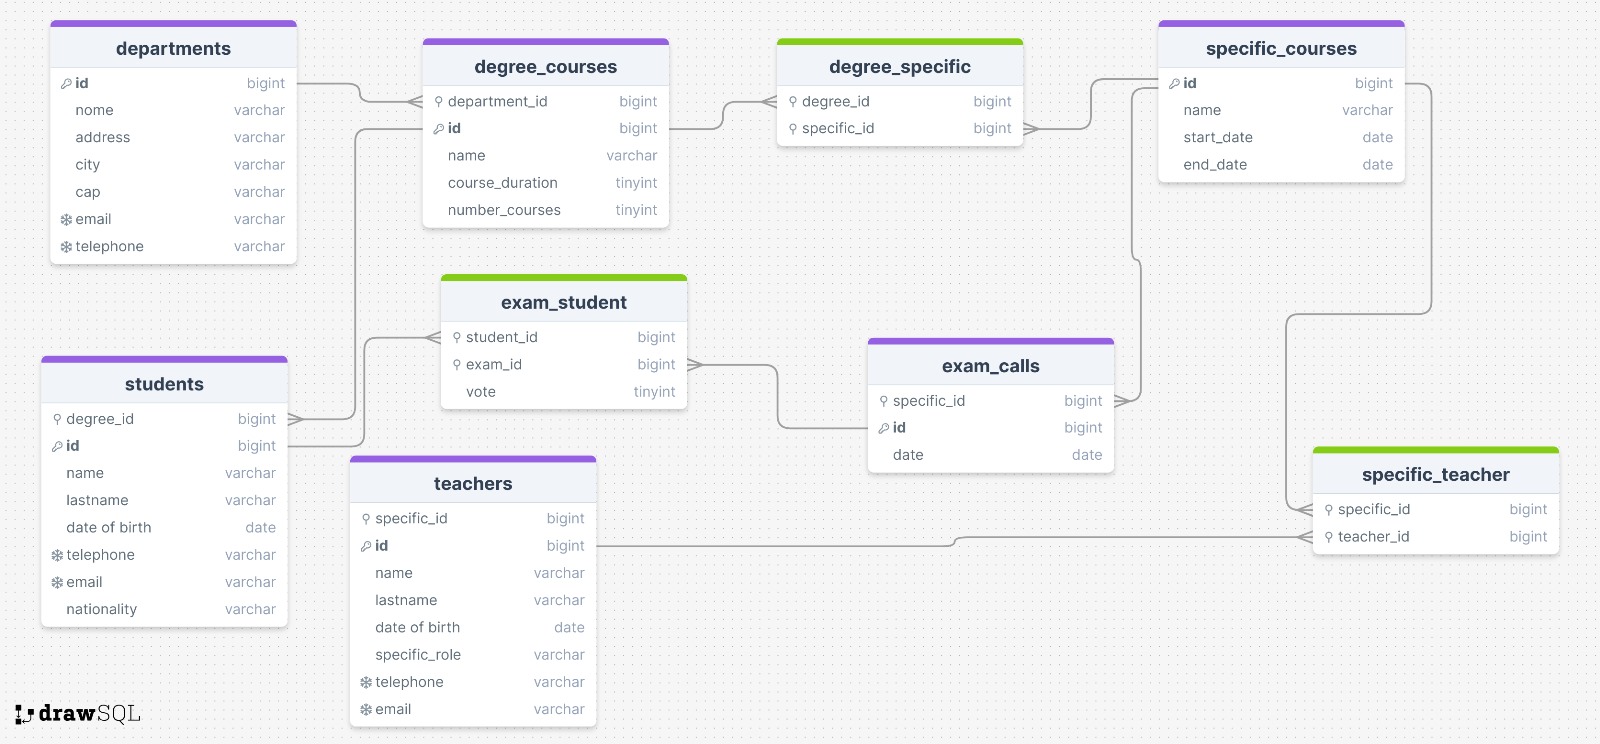 departments
id bigint
nome varchar
address varchar
city varchar
cap varchar
email varchar
telephone varchar
degree_courses
department_id bigint
id bigint
name varchar
course_duration tinyint
number_courses tinyint
degree_specific
degree_id bigint
specific_id bigint
specific_courses
id bigint
name varchar
start_date date
end_date date
exam_student
student_id bigint
exam_id bigint
vote tinyint
exam_calls
specific_id bigint
id bigint
date date
students
degree_id bigint
id bigint
name varchar
lastname varchar
date of birth date
telephone varchar
email varchar
nationality varchar
teachers
specific_id bigint
id bigint
name varchar
lastname varchar
date of birth date
specific_role varchar
telephone varchar
email varchar
specific_teacher
specific_id bigint
teacher_id bigint
drawSQL